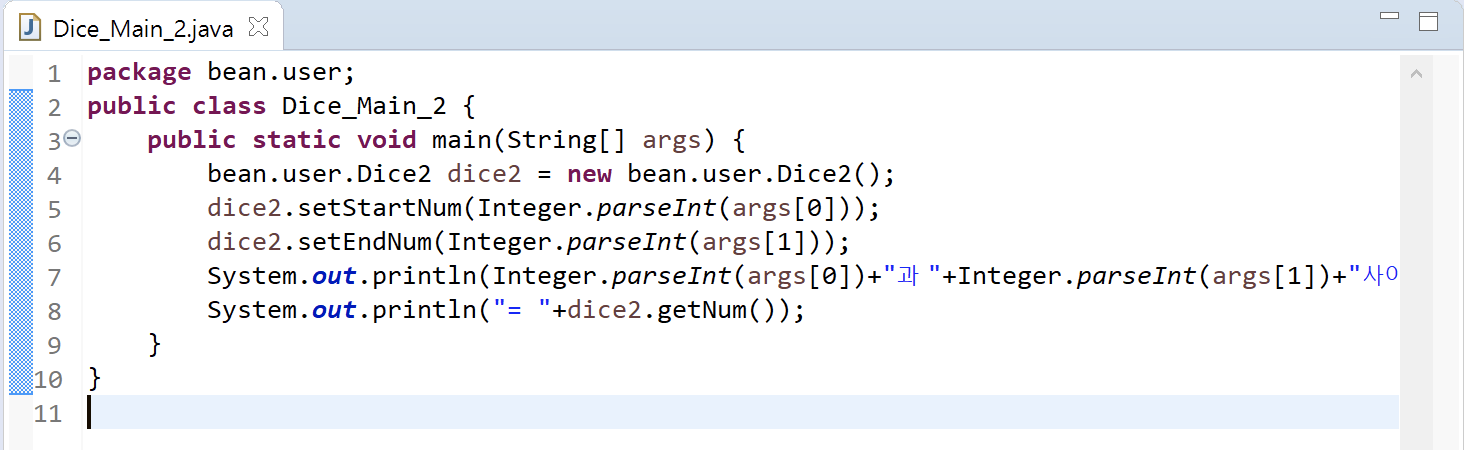 Dice_Main_2.java
1 package bean.user;
2 public class Dice_Main_2 {
3 public static void main(String[] args) {
4 bean.user.Dice2 dice2 = new bean.user.Dice2();
5 dice2.setStartNum(Integer.parseInt(args[0]));
6 dice2.setEndNum(Integer.parseInt(args[1]));
7 System.out.println(Integer.parseInt(args[0])+"과 "+Integer.parseInt(args[1])+"사이
8 System.out.println("= "+dice2.getNum());
9 }
10 }
11